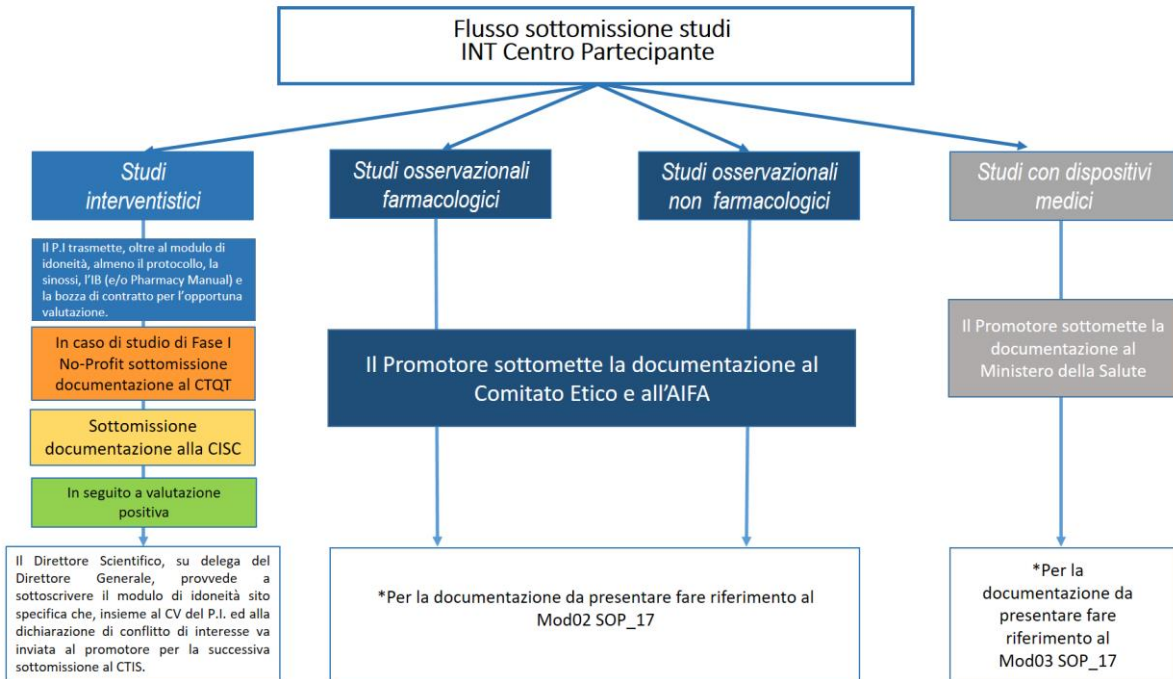 Flusso sottomissione studi
INT Centro Partecipante
Studi
interventistici
Studi osservazionali
farmacologici
Studi osservazionali
non farmacologici
Studi con dispositivi
medici
Il P.I trasmette, oltre al modulo di
idoneità, almeno il protocollo, la
sinossi, l'IB (e/o Pharmacy Manual) e
la bozza di contratto per l'opportuna
valutazione.
In caso di studio di Fase I
No-Profit sottomissione
documentazione al CTQT
Sottomissione
documentazione alla CISC
In seguito a valutazione
positiva
Il Direttore Scientifico, su delega del
Direttore Generale, provvede a
sottoscrivere il modulo di idoneità sito
specifica che, insieme al CV del P.I. ed alla
dichiarazione di conflitto di interesse va
inviata al promotore per la successiva
sottomissione al CTIS.
Il Promotore sottomette la documentazione al
Comitato Etico e all'AIFA
*Per la documentazione da presentare fare riferimento al
Mod02 SOP_17
Il Promotore sottomette la
documentazione al
Ministero della Salute
*Per la
documentazione da
presentare fare
riferimento al
Mod03 SOP_17